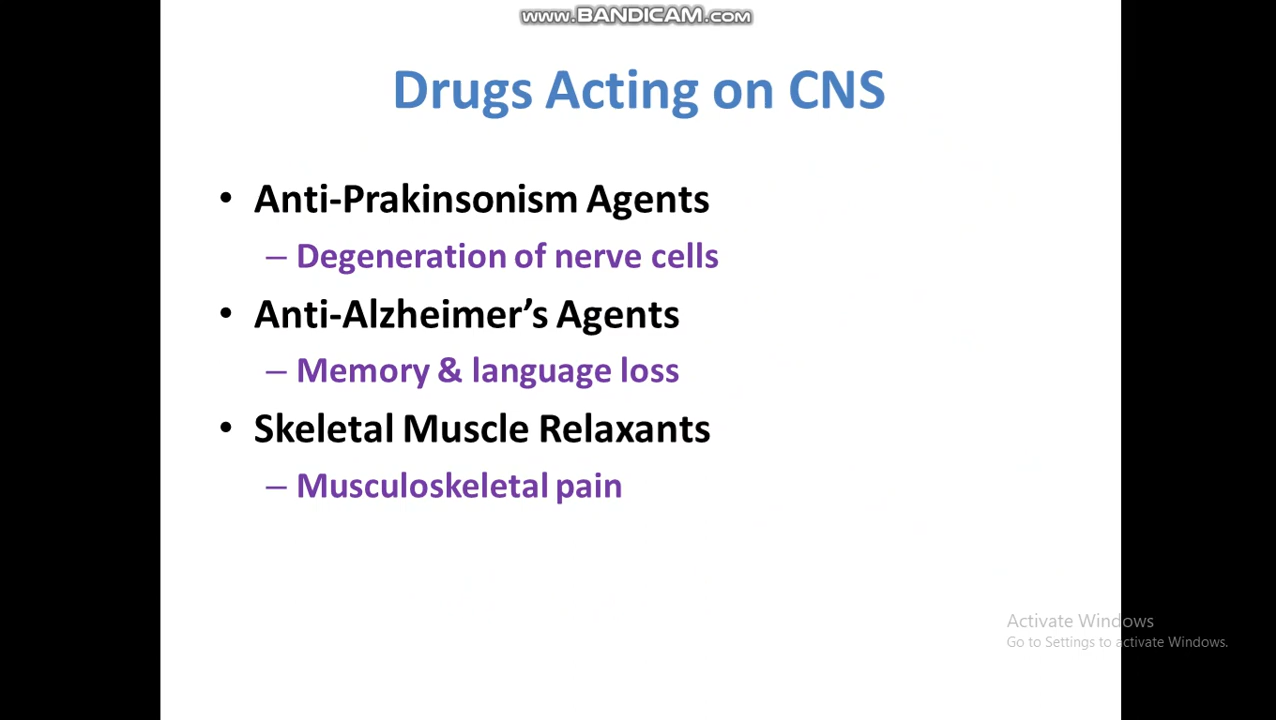 www.BANDICAM.com
Drugs Acting on CNS
• Anti-Prakinsonism Agents
– Degeneration of nerve cells
• Anti-Alzheimer’s Agents
– Memory & language loss
• Skeletal Muscle Relaxants
– Musculoskeletal pain
Activate Windows
Go to Settings to activate Windows.